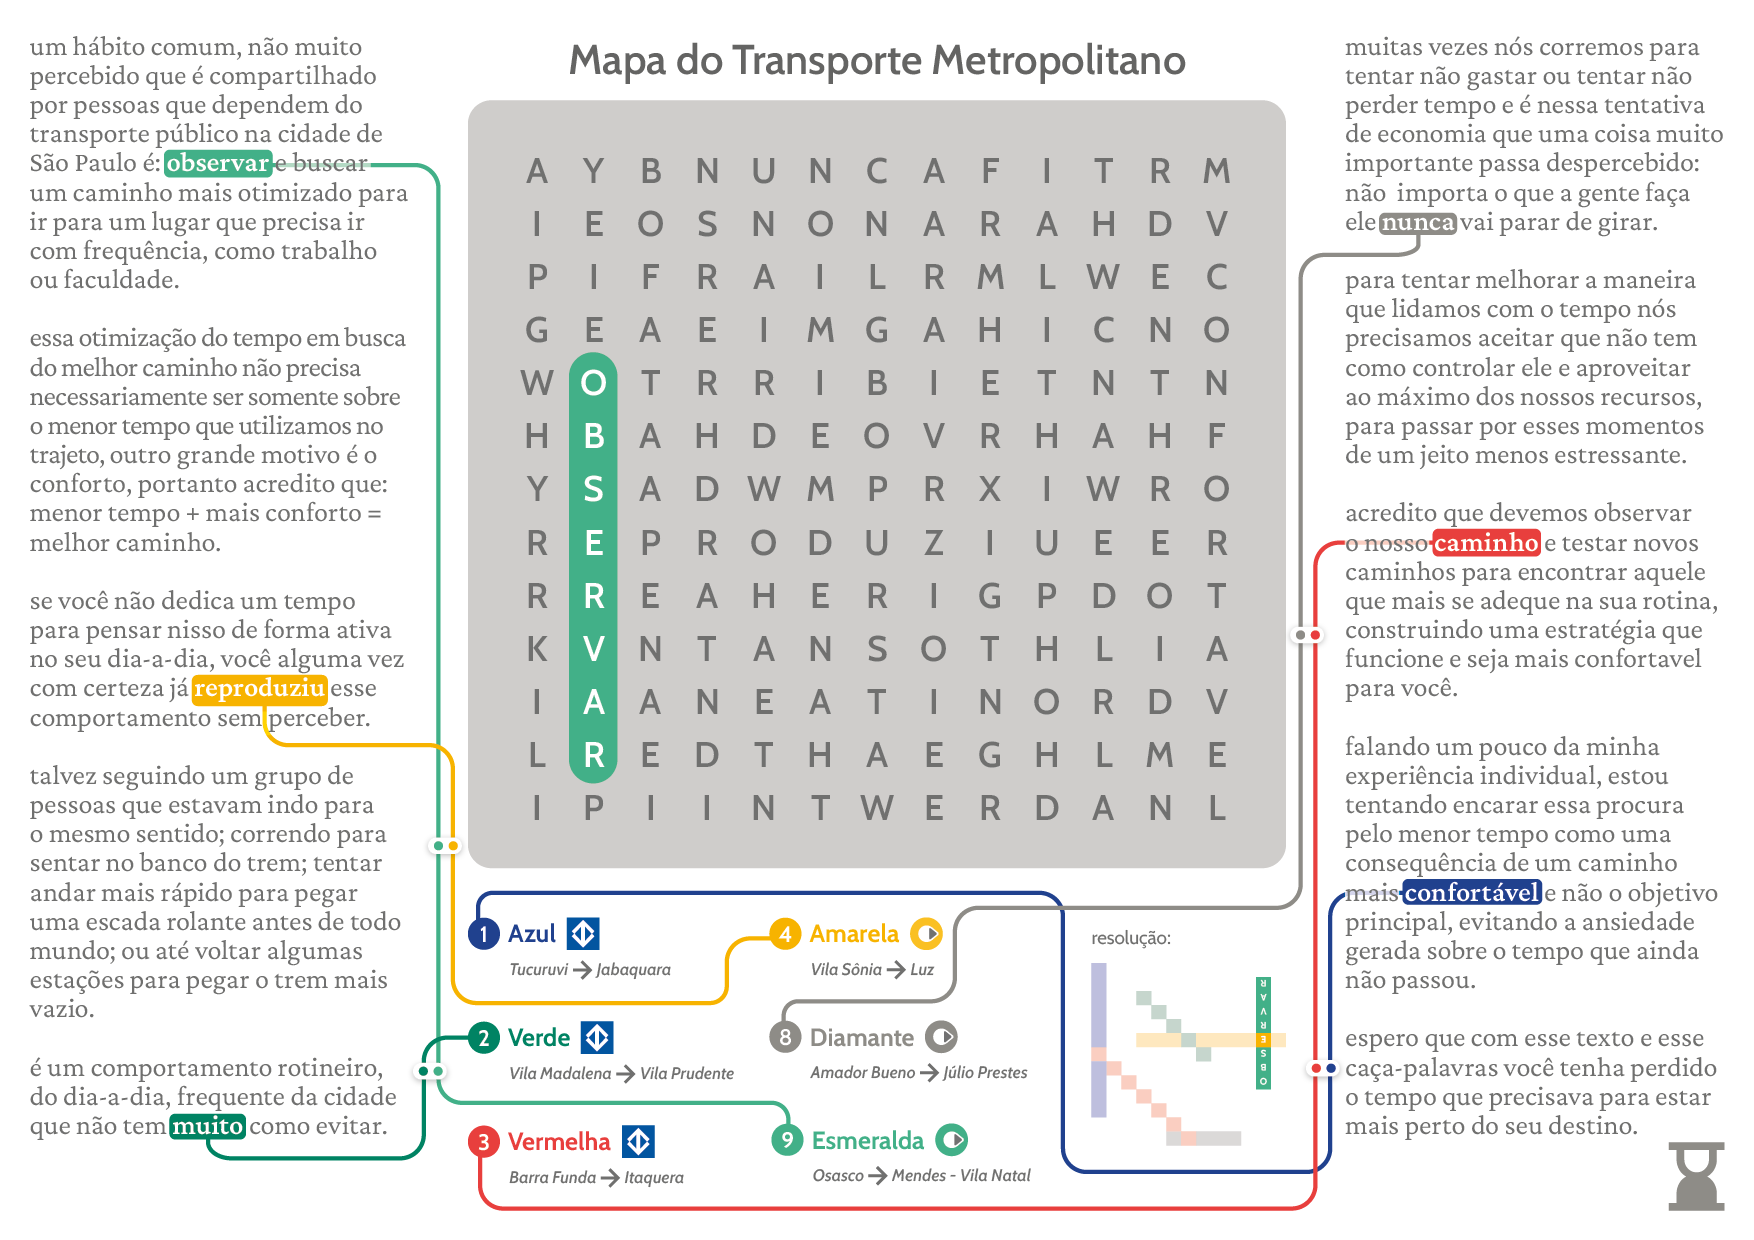 um hábito comum, não muito
percebido que é compartilhado
por pessoas que dependem do
transporte público na cidade de
São Paulo é: observar e buscar
um caminho mais otimizado para
ir para um lugar que precisa ir
com frequência, como trabalho
ou faculdade.
essa otimização do tempo em busca
do melhor caminho não precisa
necessariamente ser somente sobre
o menor tempo que utilizamos no
trajeto, outro grande motivo é o
conforto, portanto acredito que:
menor tempo + mais conforto =
melhor caminho.
se você não dedica um tempo
para pensar nisso de forma ativa
no seu dia-a-dia, você alguma vez
com certeza já reproduziu esse
comportamento sem perceber.
talvez seguindo um grupo de
pessoas que estavam indo para
o mesmo sentido; correndo para
sentar no banco do trem; tentar
andar mais rápido para pegar
uma escada rolante antes de todo
mundo; ou até voltar algumas
estações para pegar o trem mais
vazio.
é um comportamento rotineiro,
do dia-a-dia, frequente da cidade
que não tem muito como evitar.
Mapa do Transporte Metropolitano
A Y B N U N C A F I T R M
I E O S N O N A R A H D V
P I F R A I L R M L W E C
G E A E I M G A H I C N O
W O T R R I B I E T N T N
H B A H D E O V R H A H F
Y S A D W M P R X I W R O
R E P R O D U Z I U E E R
R R E A H E R I G P D O T
K V N T A N S O T H L I A
I A A N E A T I N O R D V
L R E D T H A E G H L M E
I P I I N T W E R D A N L
1 Azul
Tucuruvi → Jabaquara
2 Verde
Vila Madalena → Vila Prudente
3 Vermelha
Barra Funda → Itaquera
4 Amarela
Vila Sônia → Luz
8 Diamante
Amador Bueno → Júlio Prestes
9 Esmeralda
Osasco → Mendes - Vila Natal
resolução:
OBSERVAR
muitas vezes nós corremos para
tentar não gastar ou tentar não
perder tempo e é nessa tentativa
de economia que uma coisa muito
importante passa despercebido:
não importa o que a gente faça
ele nunca vai parar de girar.
para tentar melhorar a maneira
que lidamos com o tempo nós
precisamos aceitar que não tem
como controlar ele e aproveitar
ao máximo dos nossos recursos,
para passar por esses momentos
de um jeito menos estressante.
acredito que devemos observar
o nosso caminho e testar novos
caminhos para encontrar aquele
que mais se adeque na sua rotina,
construindo uma estratégia que
funcione e seja mais confortavel
para você.
falando um pouco da minha
experiência individual, estou
tentando encarar essa procura
pelo menor tempo como uma
consequência de um caminho
mais confortável e não o objetivo
principal, evitando a ansiedade
gerada sobre o tempo que ainda
não passou.
espero que com esse texto e esse
caça-palavras você tenha perdido
o tempo que precisava para estar
mais perto do seu destino.